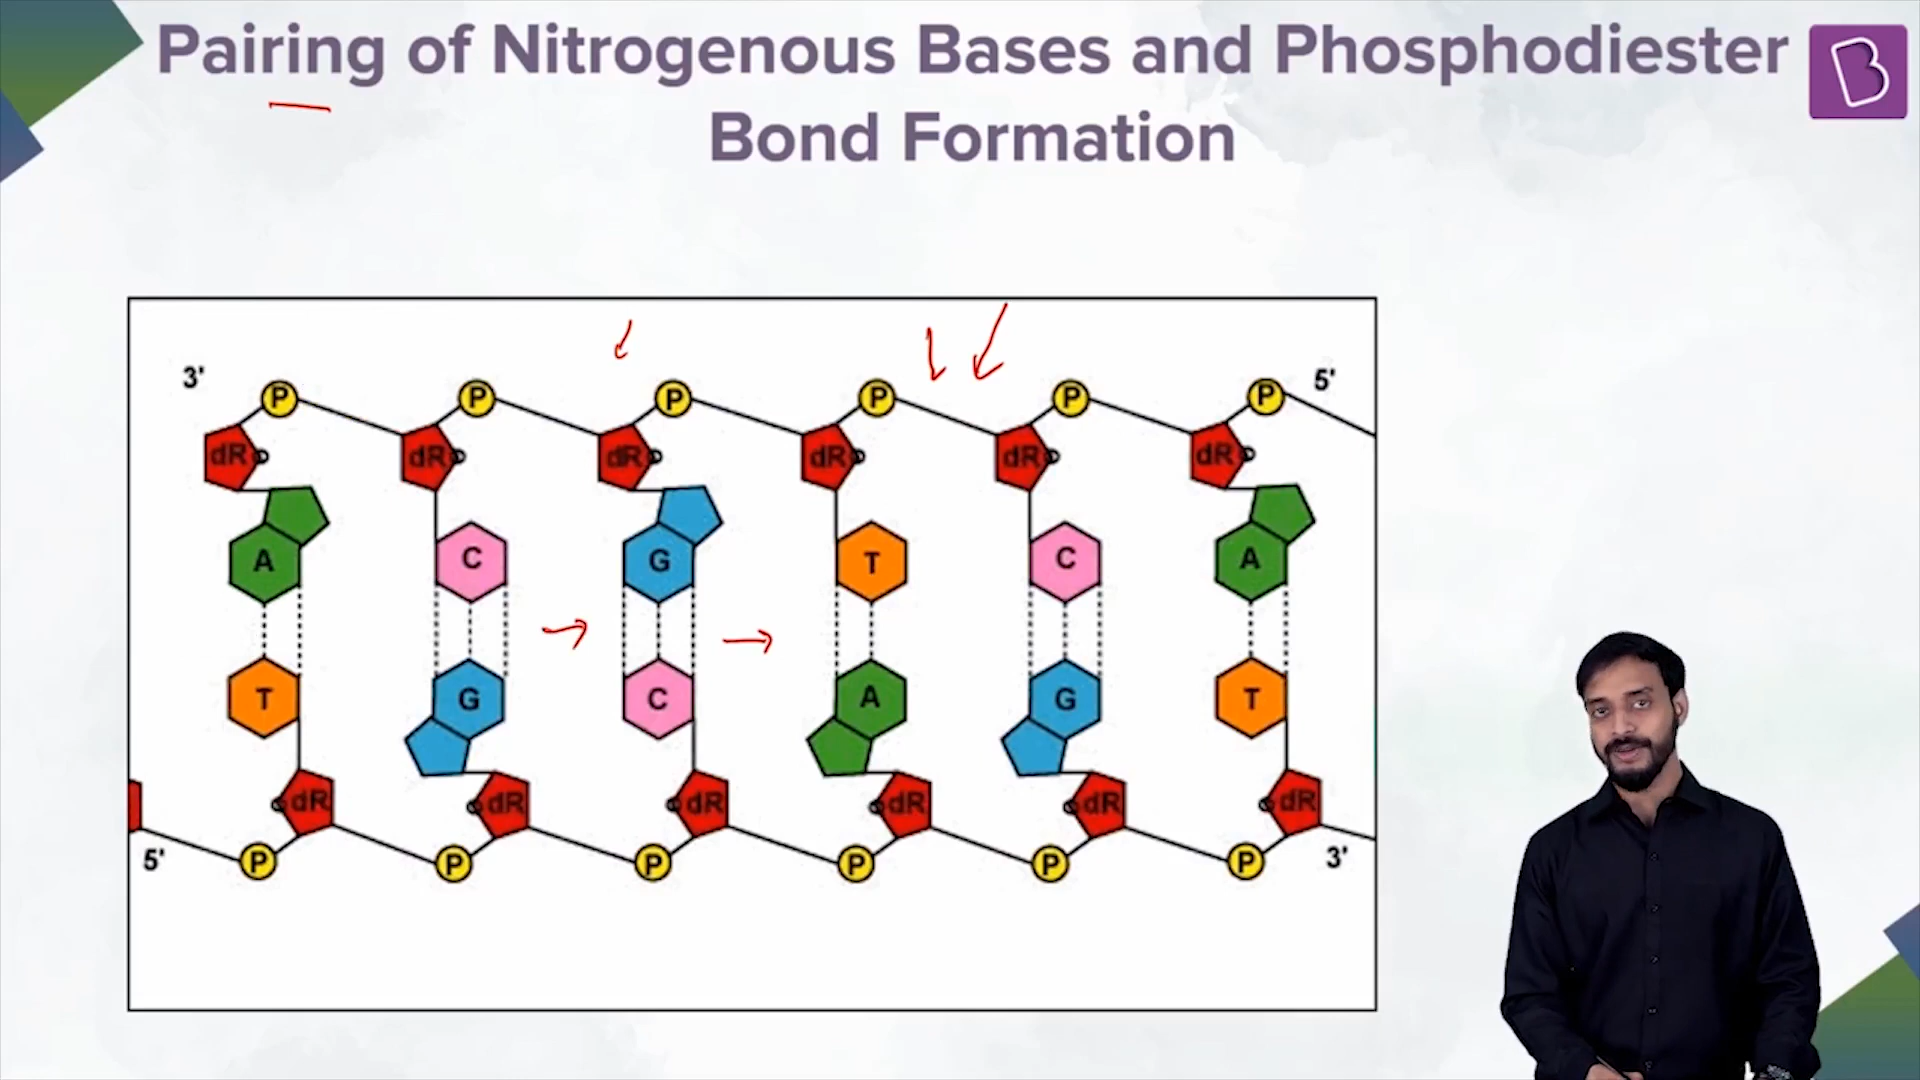 Pairing of Nitrogenous Bases and Phosphodiester
Bond Formation
B
3' P P P P P P 5'
dR dR dR dR dR dR
A C G T C A
T G C A G T
dR dR dR dR dR dR
5' P P P P P P 3'